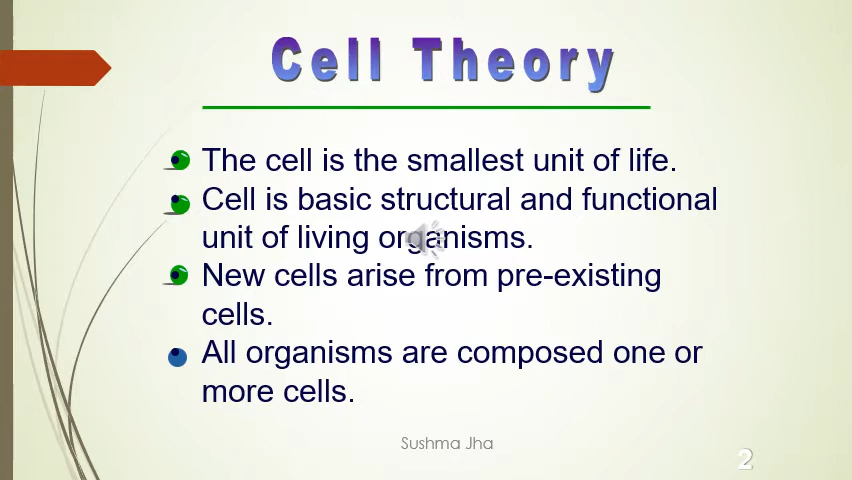 Cell Theory
The cell is the smallest unit of life.
Cell is basic structural and functional
unit of living organisms.
New cells arise from pre-existing
cells.
All organisms are composed one or
more cells.
Sushma Jha
2